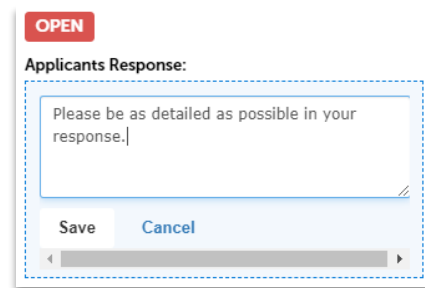 OPEN
Applicants Response:
Please be as detailed as possible in your
response.
Save Cancel